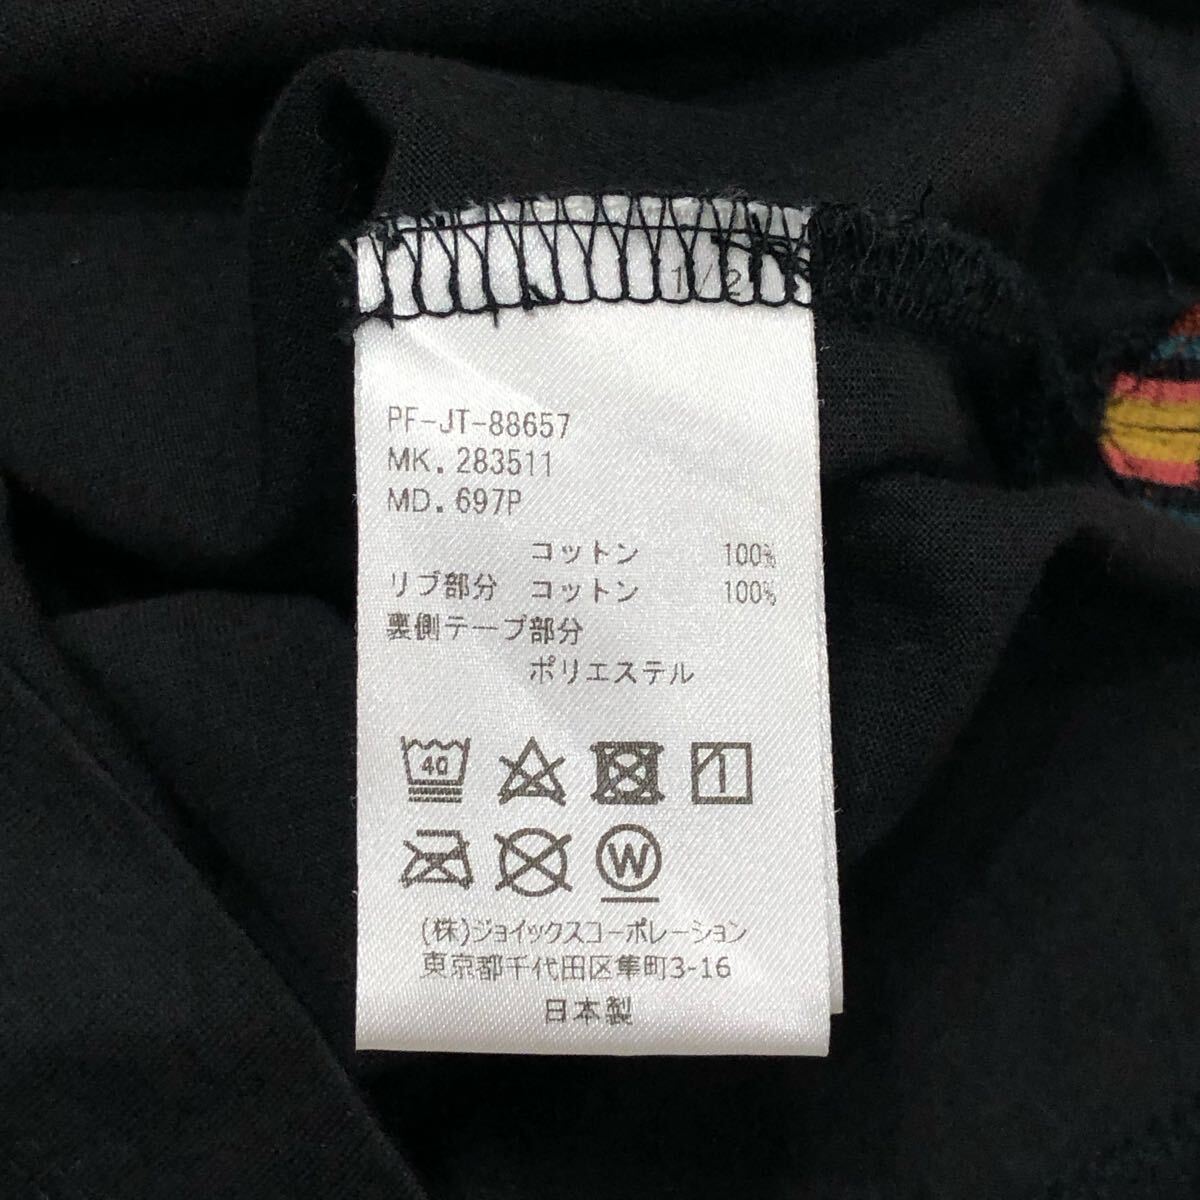 1/2
PF-JT-88657
MK.283511
MD.697P
コットン 100%
リブ部分 コットン 100%
裏側テープ部分
ポリエステル
40
1
W
(株)ジョイックスコーポレーション
東京都千代田区隼町3-16
日本製